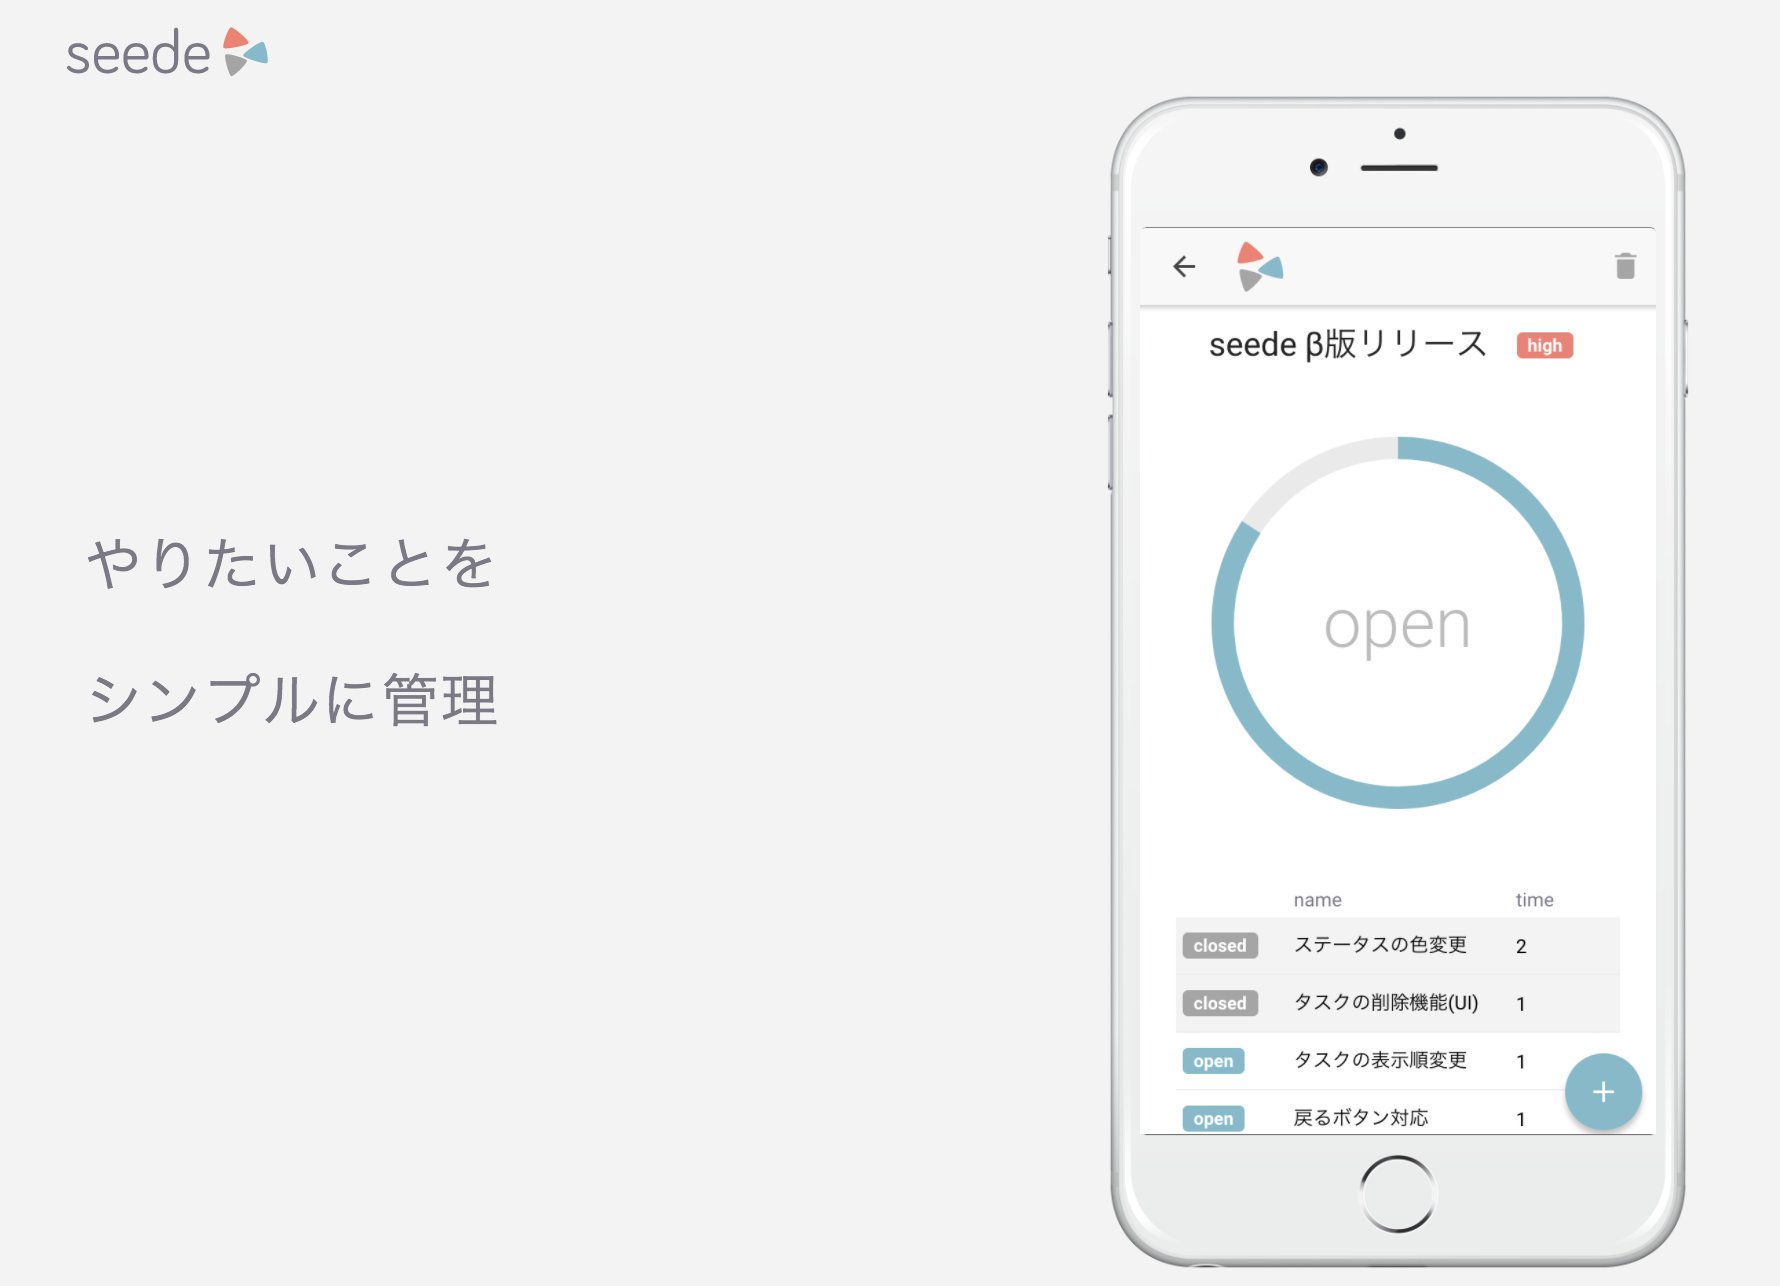 seede
やりたいことを
シンプルに管理
seede β版リリース high
open
name time
closed ステータスの色変更 2
closed タスクの削除機能(UI) 1
open タスクの表示順変更 1
open 戻るボタン対応 1